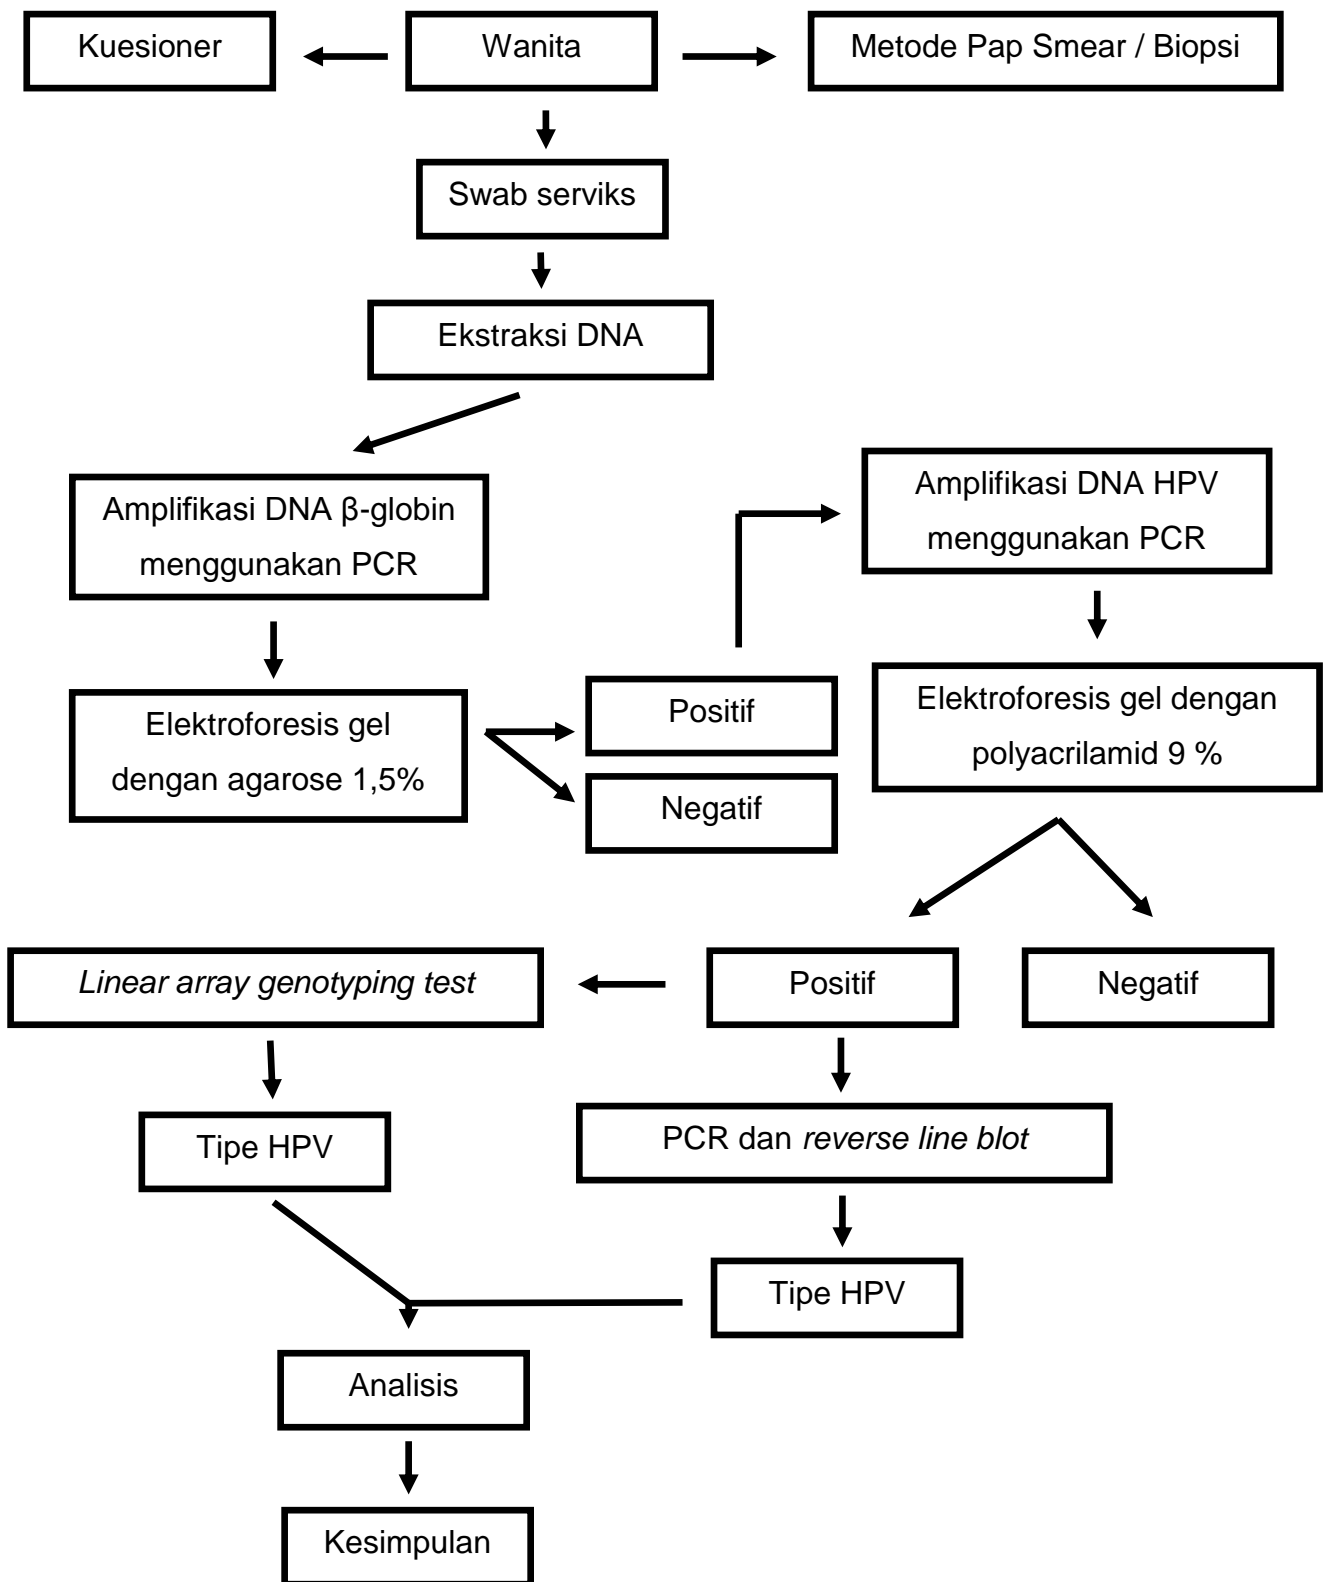 Kuesioner
Wanita
Metode Pap Smear / Biopsi
Swab serviks
Ekstraksi DNA
Amplifikasi DNA β-globin
menggunakan PCR
Amplifikasi DNA HPV
menggunakan PCR
Elektroforesis gel
dengan agarose 1,5%
Positif
Negatif
Elektroforesis gel dengan
polyacrilamid 9 %
Linear array genotyping test
Positif
Negatif
Tipe HPV
PCR dan reverse line blot
Tipe HPV
Analisis
Kesimpulan